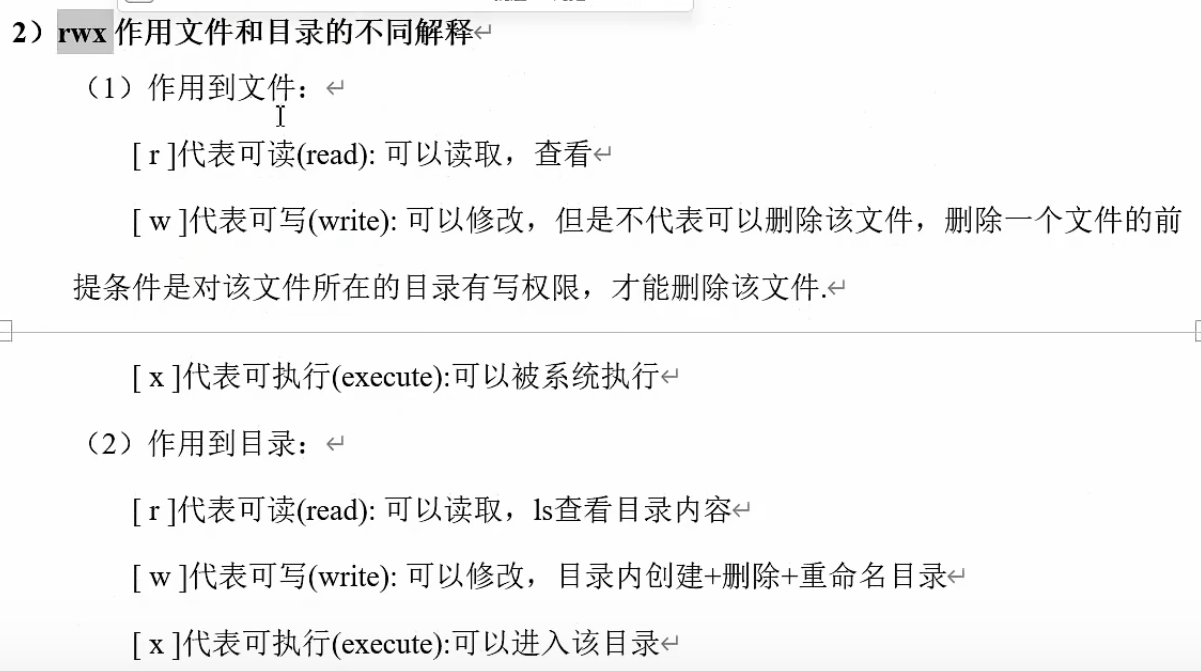 2）rwx 作用文件和目录的不同解释
（1）作用到文件：
[ r ]代表可读(read): 可以读取，查看
[ w ]代表可写(write): 可以修改，但是不代表可以删除该文件，删除一个文件的前
提条件是对该文件所在的目录有写权限，才能删除该文件.
[ x ]代表可执行(execute):可以被系统执行
（2）作用到目录：
[ r ]代表可读(read): 可以读取，ls查看目录内容
[ w ]代表可写(write): 可以修改，目录内创建+删除+重命名目录
[ x ]代表可执行(execute):可以进入该目录